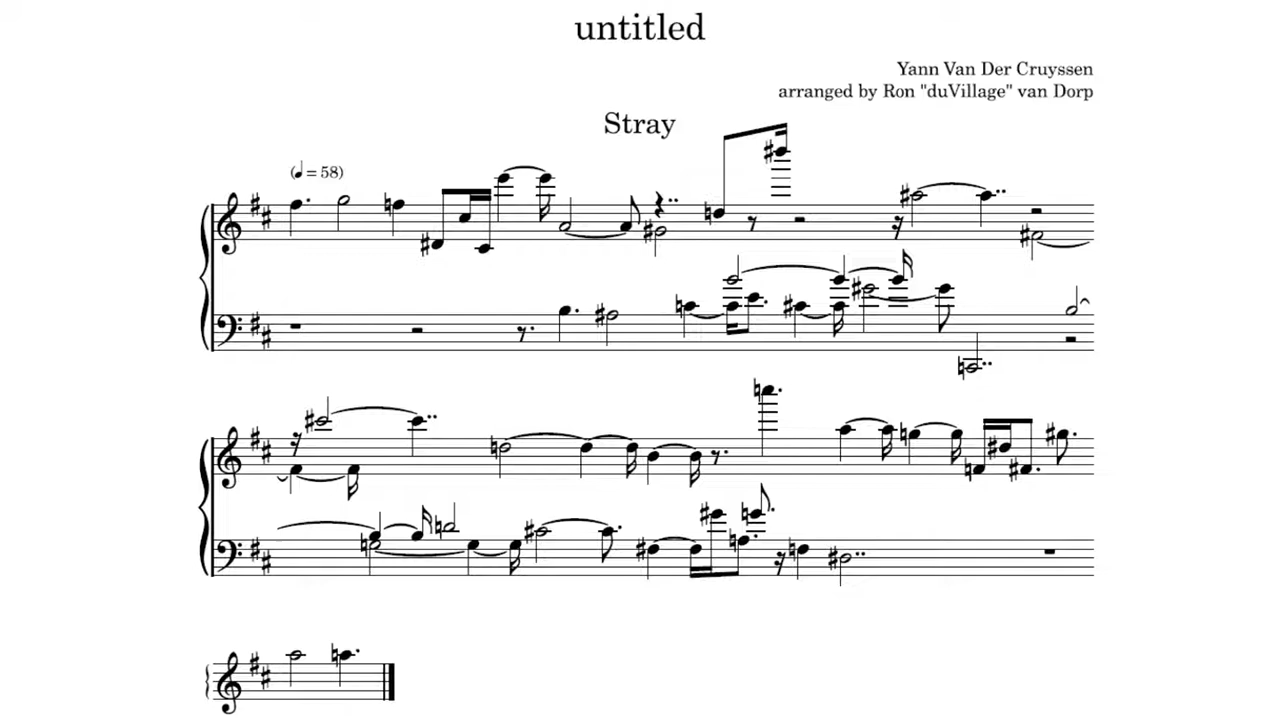 untitled
Yann Van Der Cruyssen
arranged by Ron "duVillage" van Dorp
Stray
(♩ = 58)